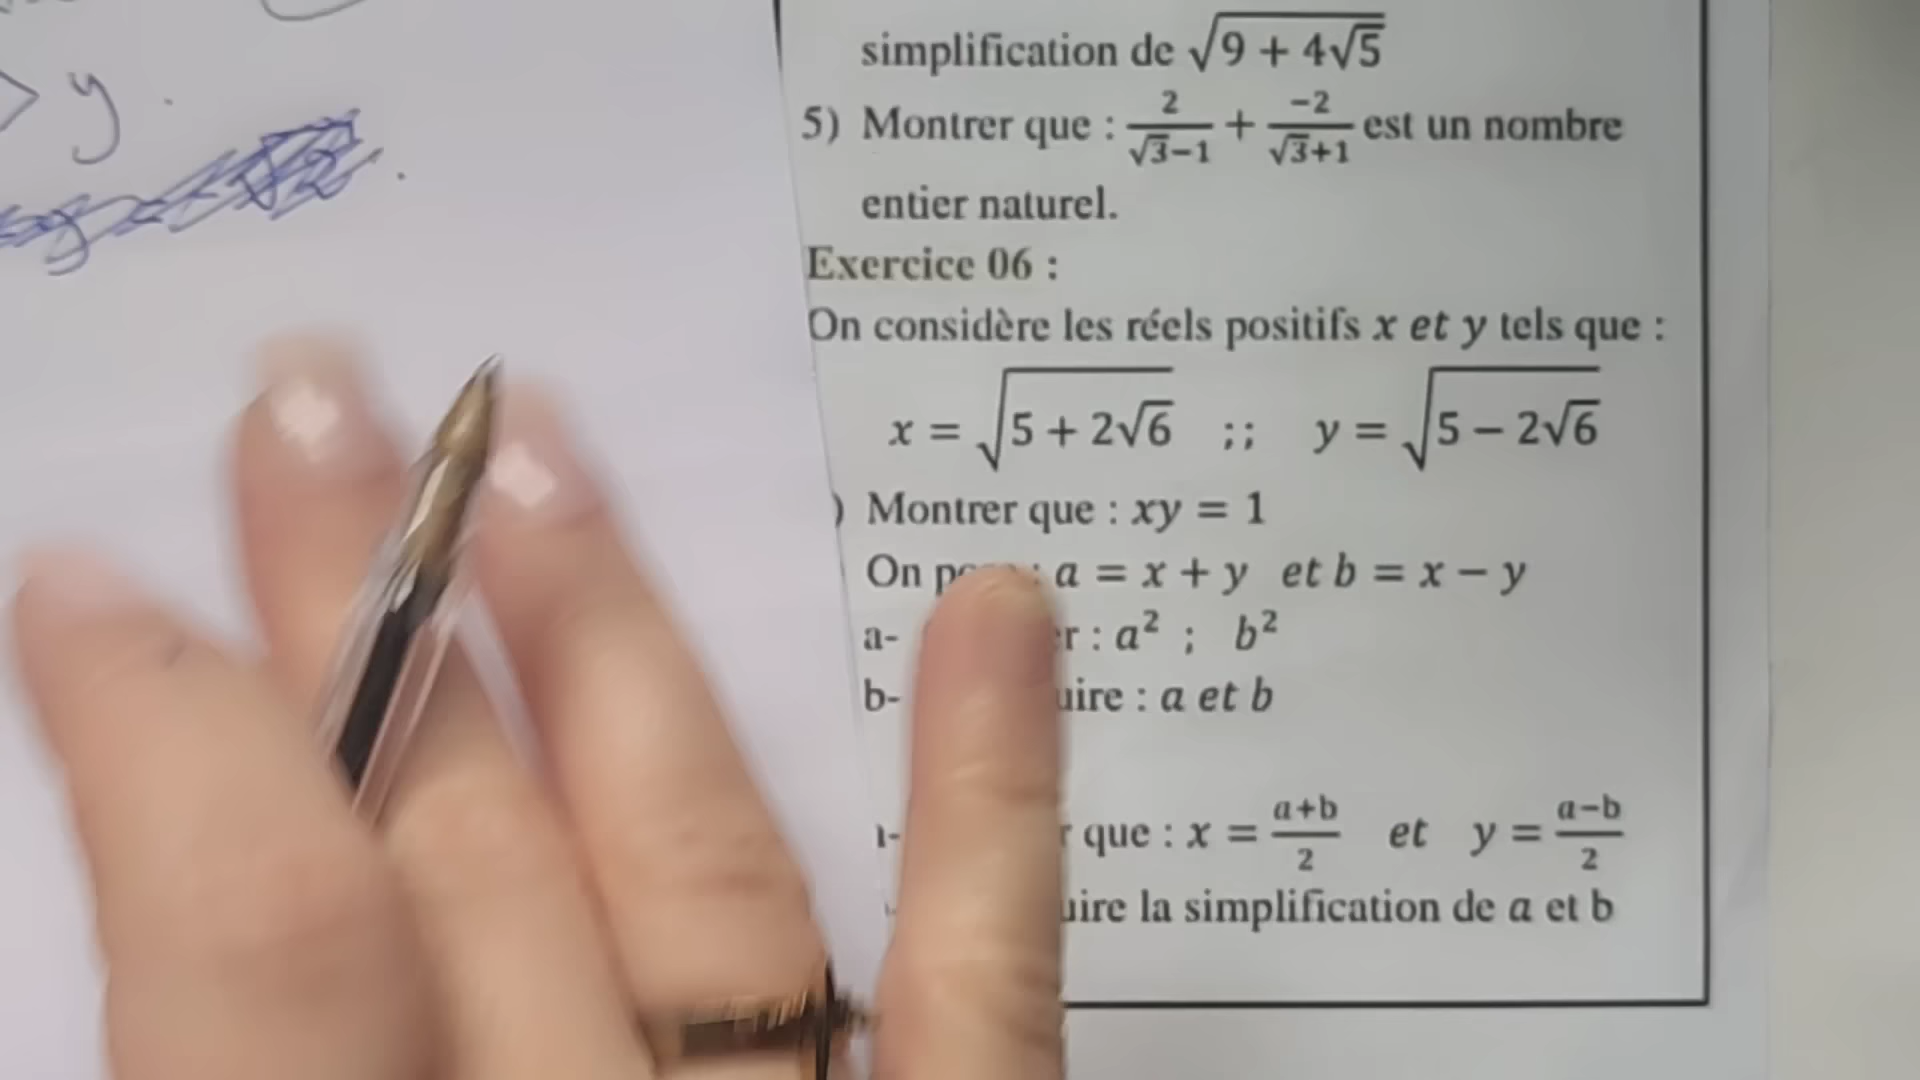 > y.
simplification de √(9 + 4√5)
5) Montrer que : 2/(√3−1) + −2/(√3+1) est un nombre
entier naturel.
Exercice 06 :
On considère les réels positifs x et y tels que :
x = √(5 + 2√6) ;; y = √(5 − 2√6)
) Montrer que : xy = 1
On : a = x + y et b = x − y
a- : a² ; b²
b- : a et b
que : x = (a+b)/2 et y = (a−b)/2
la simplification de a et b